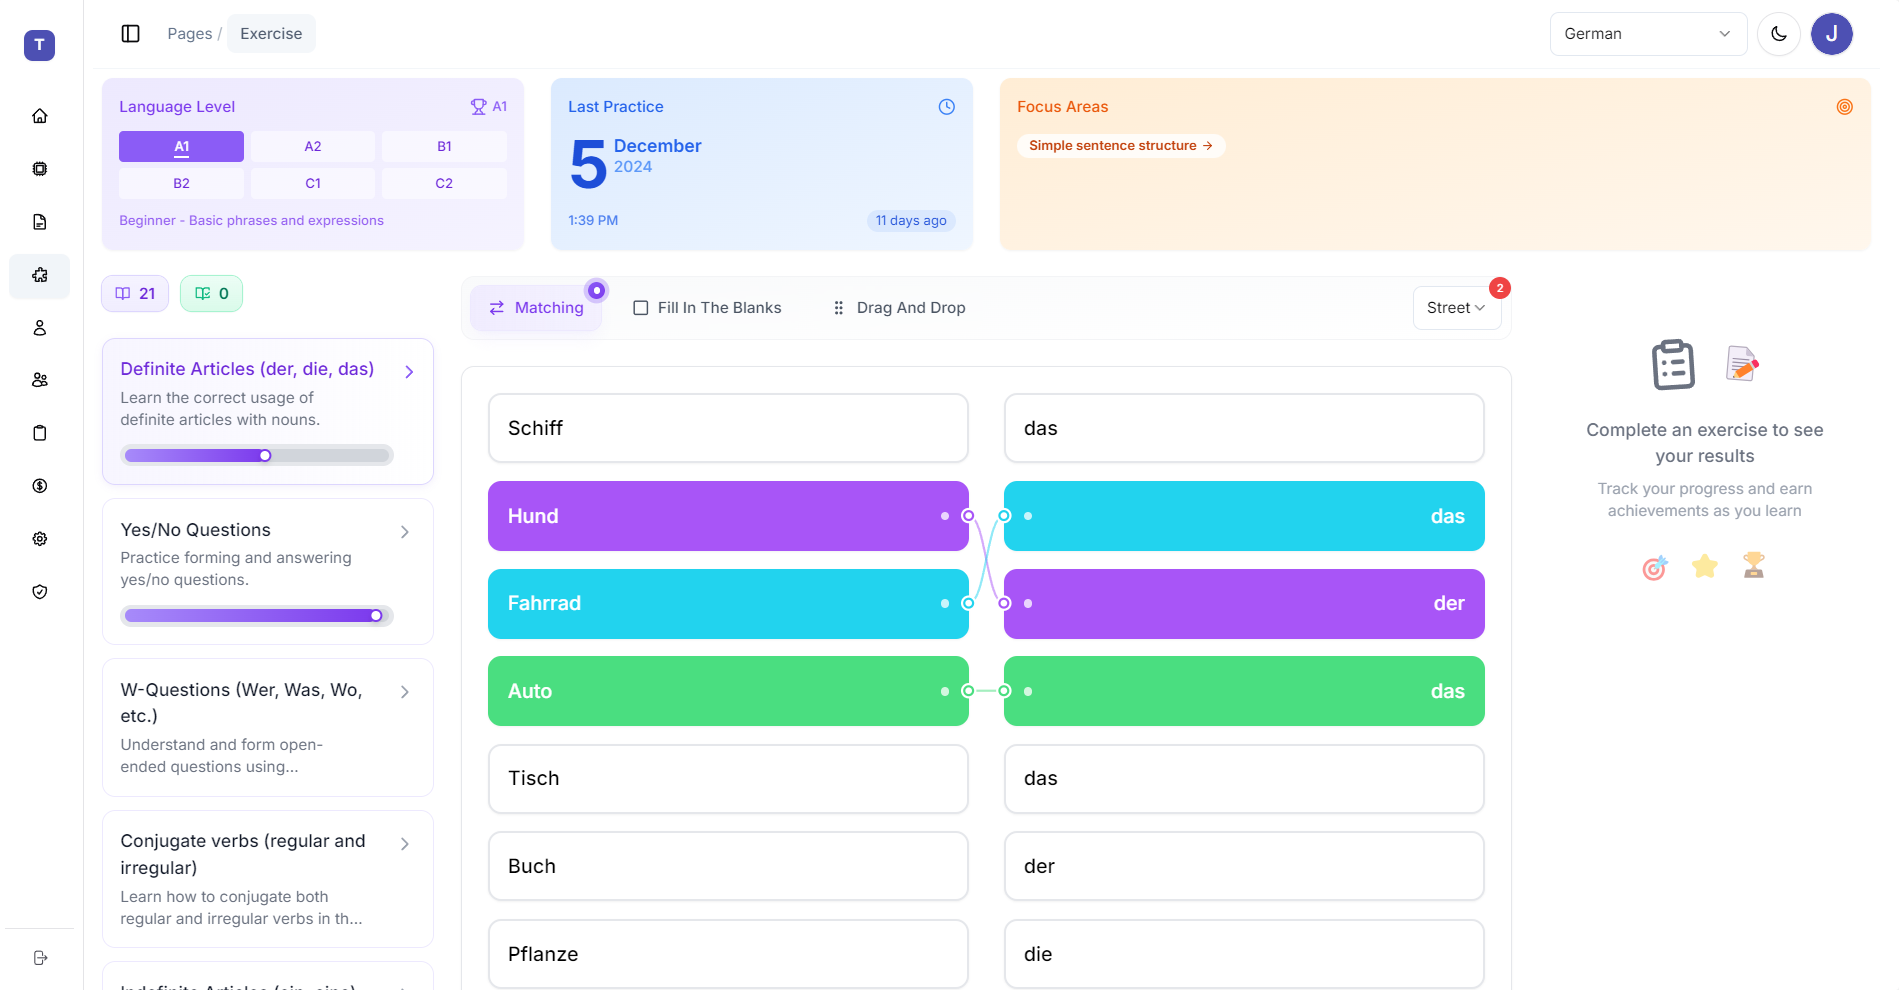 T
Pages / Exercise
German
J
Language Level
A1
A1
A2
B1
B2
C1
C2
Beginner - Basic phrases and expressions
Last Practice
5
December
2024
1:39 PM
11 days ago
Focus Areas
Simple sentence structure →
21
0
Definite Articles (der, die, das)
Learn the correct usage of
definite articles with nouns.
Yes/No Questions
Practice forming and answering
yes/no questions.
W-Questions (Wer, Was, Wo,
etc.)
Understand and form open-
ended questions using...
Conjugate verbs (regular and
irregular)
Learn how to conjugate both
regular and irregular verbs in th...
Indefinite Articles (ein, eine)
Matching
Fill In The Blanks
Drag And Drop
Street
2
Schiff
das
Hund
das
Fahrrad
der
Auto
das
Tisch
das
Buch
der
Pflanze
die
Complete an exercise to see
your results
Track your progress and earn
achievements as you learn